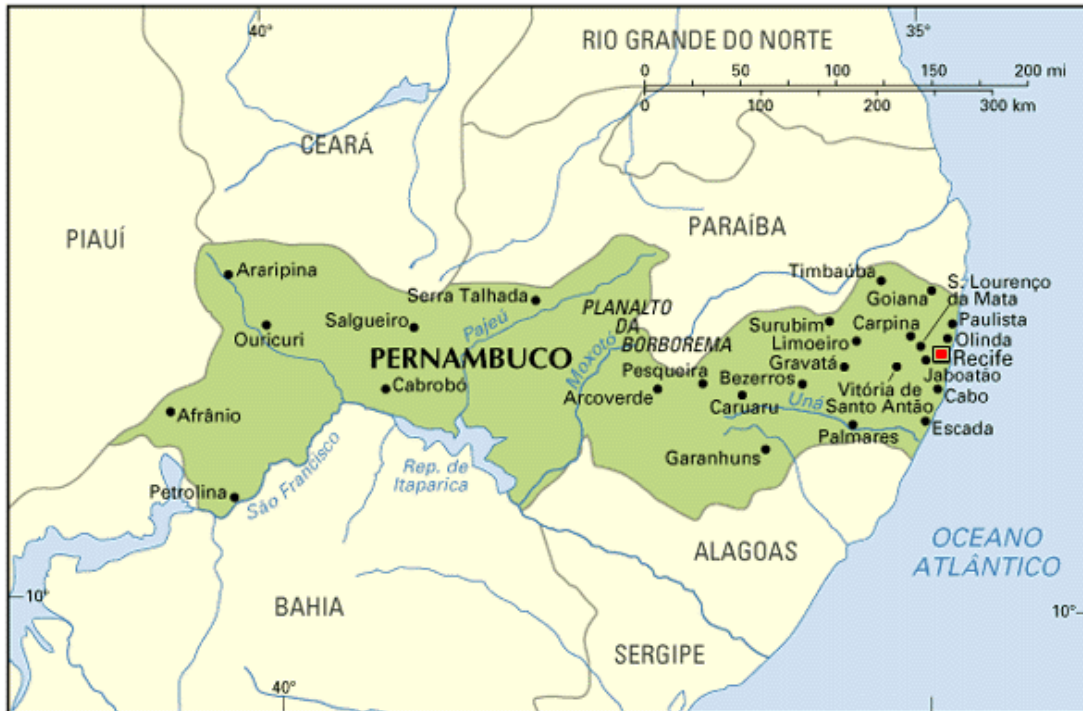 40°
35°
RIO GRANDE DO NORTE
0 50 100 150 200 mi
0 100 200 300 km
CEARÁ
PIAUÍ
PARAÍBA
Araripina
Timbaúba
S. Lourenço
da Mata
Goiana
Serra Talhada
PLANALTO
DA
BORBOREMA
Pajeú
Moxotó
Salgueiro
Ouricuri
Surubim
Carpina
Paulista
Limoeiro
Olinda
PERNAMBUCO
Gravatá
Recife
Pesqueira
Bezerros
Jaboatão
Cabrobó
Arcoverde
Vitória de
Santo Antão
Cabo
Caruaru
Uná
Afrânio
Palmares
Escada
Garanhuns
Rep. de
Itaparica
São Francisco
Petrolina
ALAGOAS
OCEANO
ATLÂNTICO
10°
BAHIA
10°
SERGIPE
40°